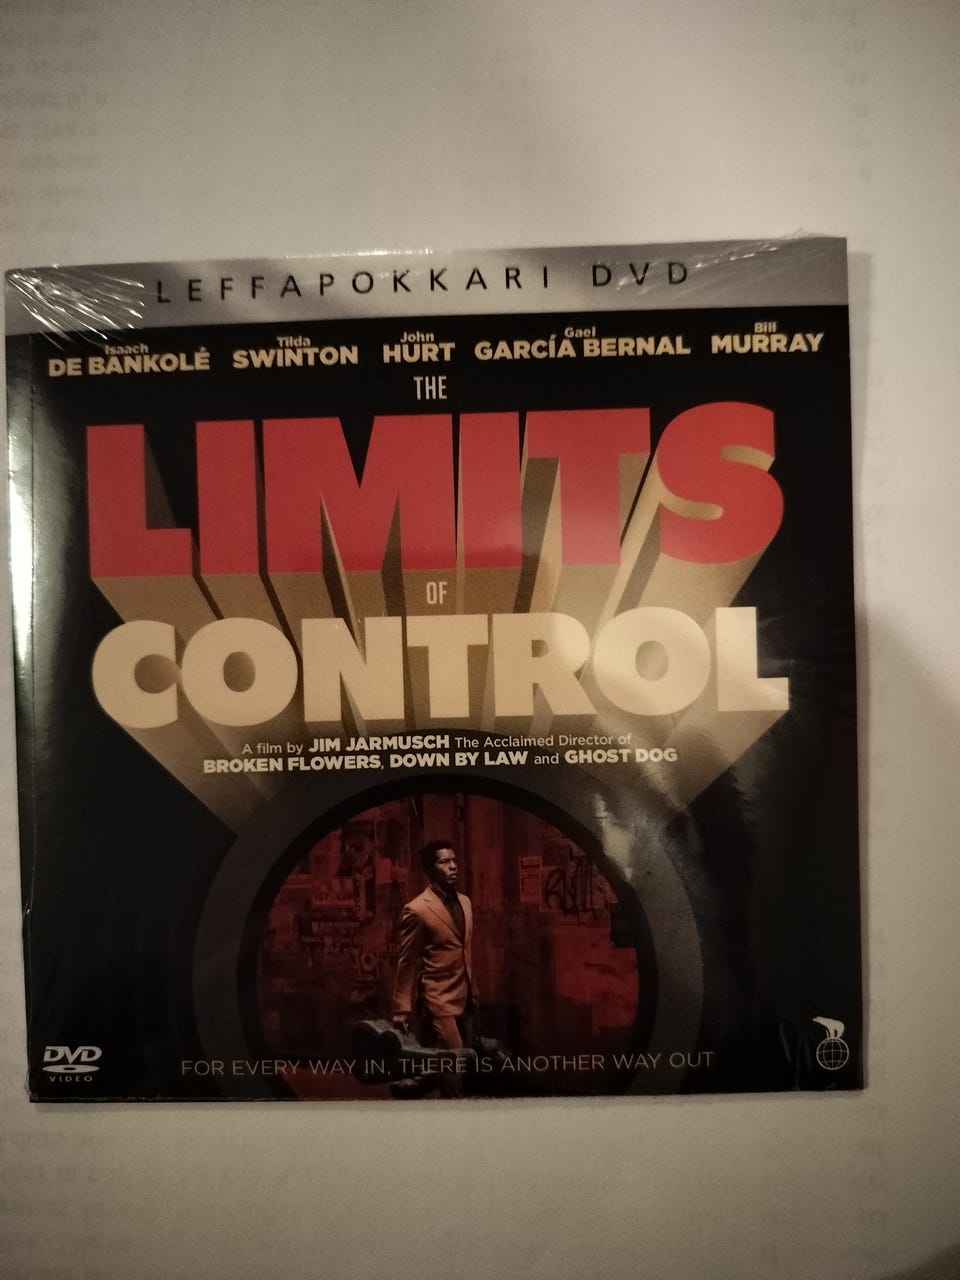 LEFFAPOKKARI DVD
Isaach DE BANKOLÉ Tilda SWINTON John HURT Gael GARCÍA BERNAL Bill MURRAY
THE
LIMITS
OF
CONTROL
A film by JIM JARMUSCH The Acclaimed Director of
BROKEN FLOWERS, DOWN BY LAW and GHOST DOG
FOR EVERY WAY IN, THERE IS ANOTHER WAY OUT
DVD
VIDEO